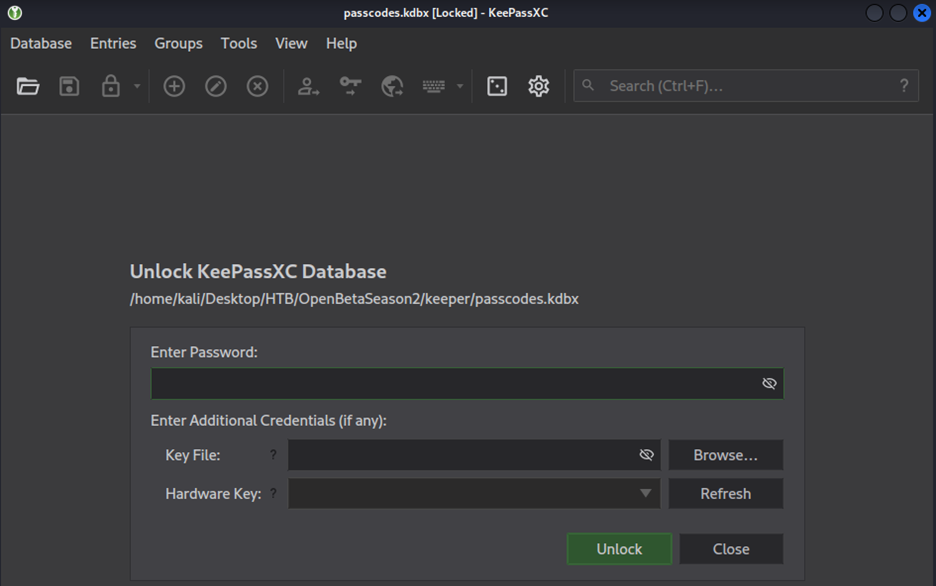 passcodes.kdbx [Locked] - KeePassXC
Database Entries Groups Tools View Help
Search (Ctrl+F)... ?
Unlock KeePassXC Database
/home/kali/Desktop/HTB/OpenBetaSeason2/keeper/passcodes.kdbx
Enter Password:
Enter Additional Credentials (if any):
Key File: ? Browse...
Hardware Key: ? Refresh
Unlock Close